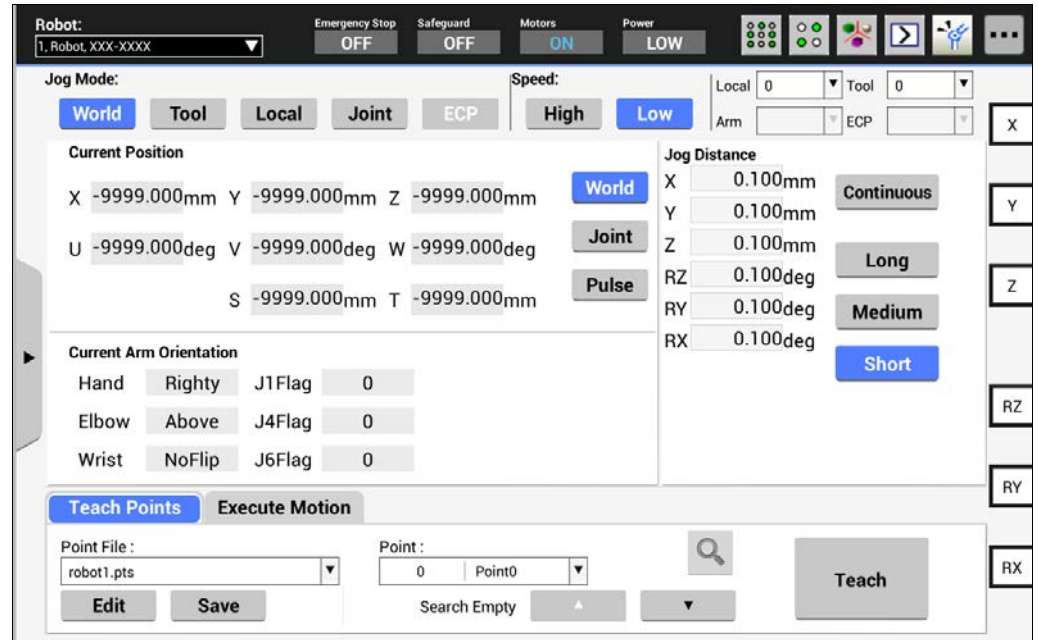 Robot: Emergency Stop Safeguard Motors Power
1, Robot, XXX-XXXX OFF OFF ON LOW
Jog Mode: Speed:
World Tool Local Joint ECP High Low
Local 0 Tool 0
Arm ECP
Current Position
X -9999.000mm Y -9999.000mm Z -9999.000mm World
U -9999.000deg V -9999.000deg W -9999.000deg Joint
S -9999.000mm T -9999.000mm Pulse
Current Arm Orientation
Hand Righty J1Flag 0
Elbow Above J4Flag 0
Wrist NoFlip J6Flag 0
Jog Distance
X 0.100mm Continuous
Y 0.100mm
Z 0.100mm Long
RZ 0.100deg
RY 0.100deg Medium
RX 0.100deg Short
X
Y
Z
RZ
RY
RX
Teach Points Execute Motion
Point File : Point :
robot1.pts 0 Point0
Edit Save Search Empty
Teach